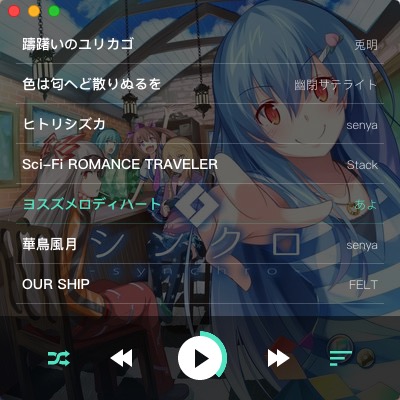 躊躇いのユリカゴ 兎明
色は匂へど散りぬるを 幽閉サテライト
ヒトリシズカ senya
Sci-Fi ROMANCE TRAVELER Stack
ヨスズメロディハート あよ
シンクロ
-synchro-
華鳥風月 senya
OUR SHIP FELT